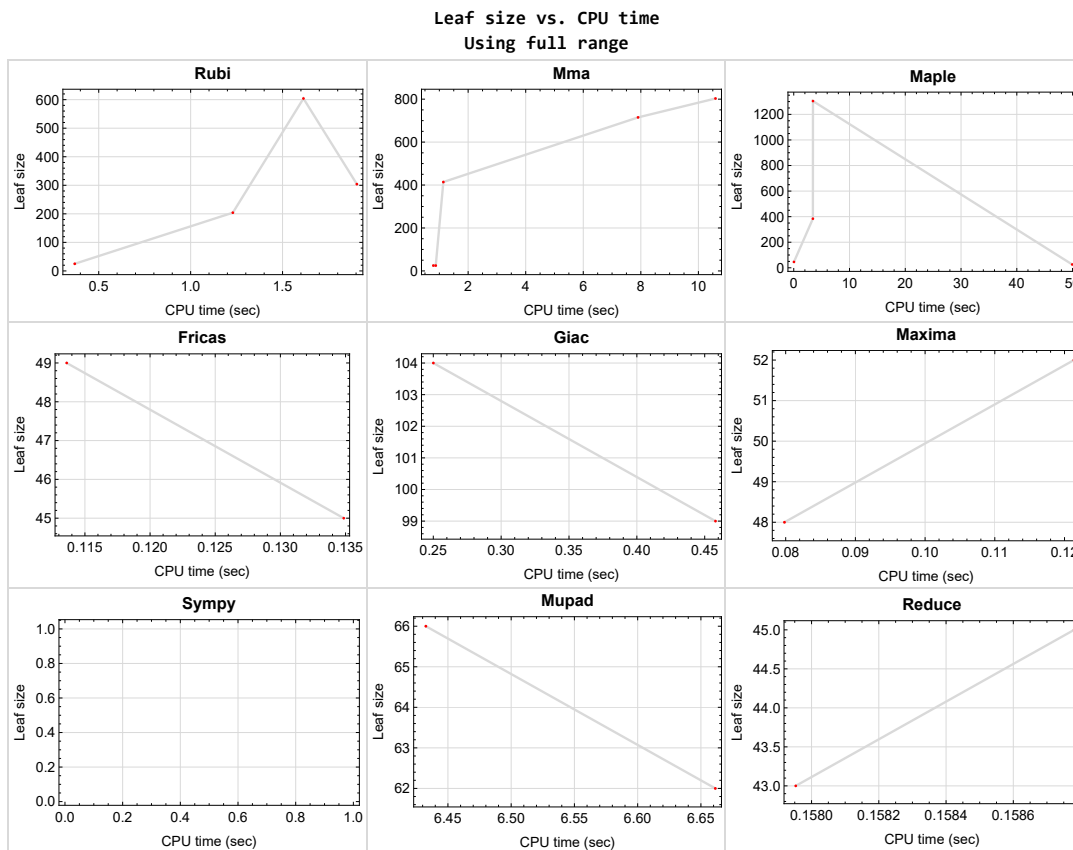 Leaf size vs. CPU time
Using full range
Rubi
Leaf size
600
500
400
300
200
100
0
0.5 1.0 1.5
CPU time (sec)
Mma
Leaf size
800
600
400
200
0
2 4 6 8 10
CPU time (sec)
Maple
Leaf size
1200
1000
800
600
400
200
0
0 10 20 30 40
CPU time (sec)
Fricas
Leaf size
49
48
47
46
45
0.115 0.120 0.125 0.130 0.135
CPU time (sec)
Giac
Leaf size
104
103
102
101
100
99
0.25 0.30 0.35 0.40 0.45
CPU time (sec)
Maxima
Leaf size
52
51
50
49
48
0.08 0.09 0.10 0.11
CPU time (sec)
Sympy
Leaf size
1.0
0.8
0.6
0.4
0.2
0.0
0.0 0.2 0.4 0.6 0.8 1.0
CPU time (sec)
Mupad
Leaf size
66
65
64
63
62
6.45 6.50 6.55 6.60 6.65
CPU time (sec)
Reduce
Leaf size
45.0
44.5
44.0
43.5
43.0
0.1580 0.1582 0.1584 0.1586
CPU time (sec)